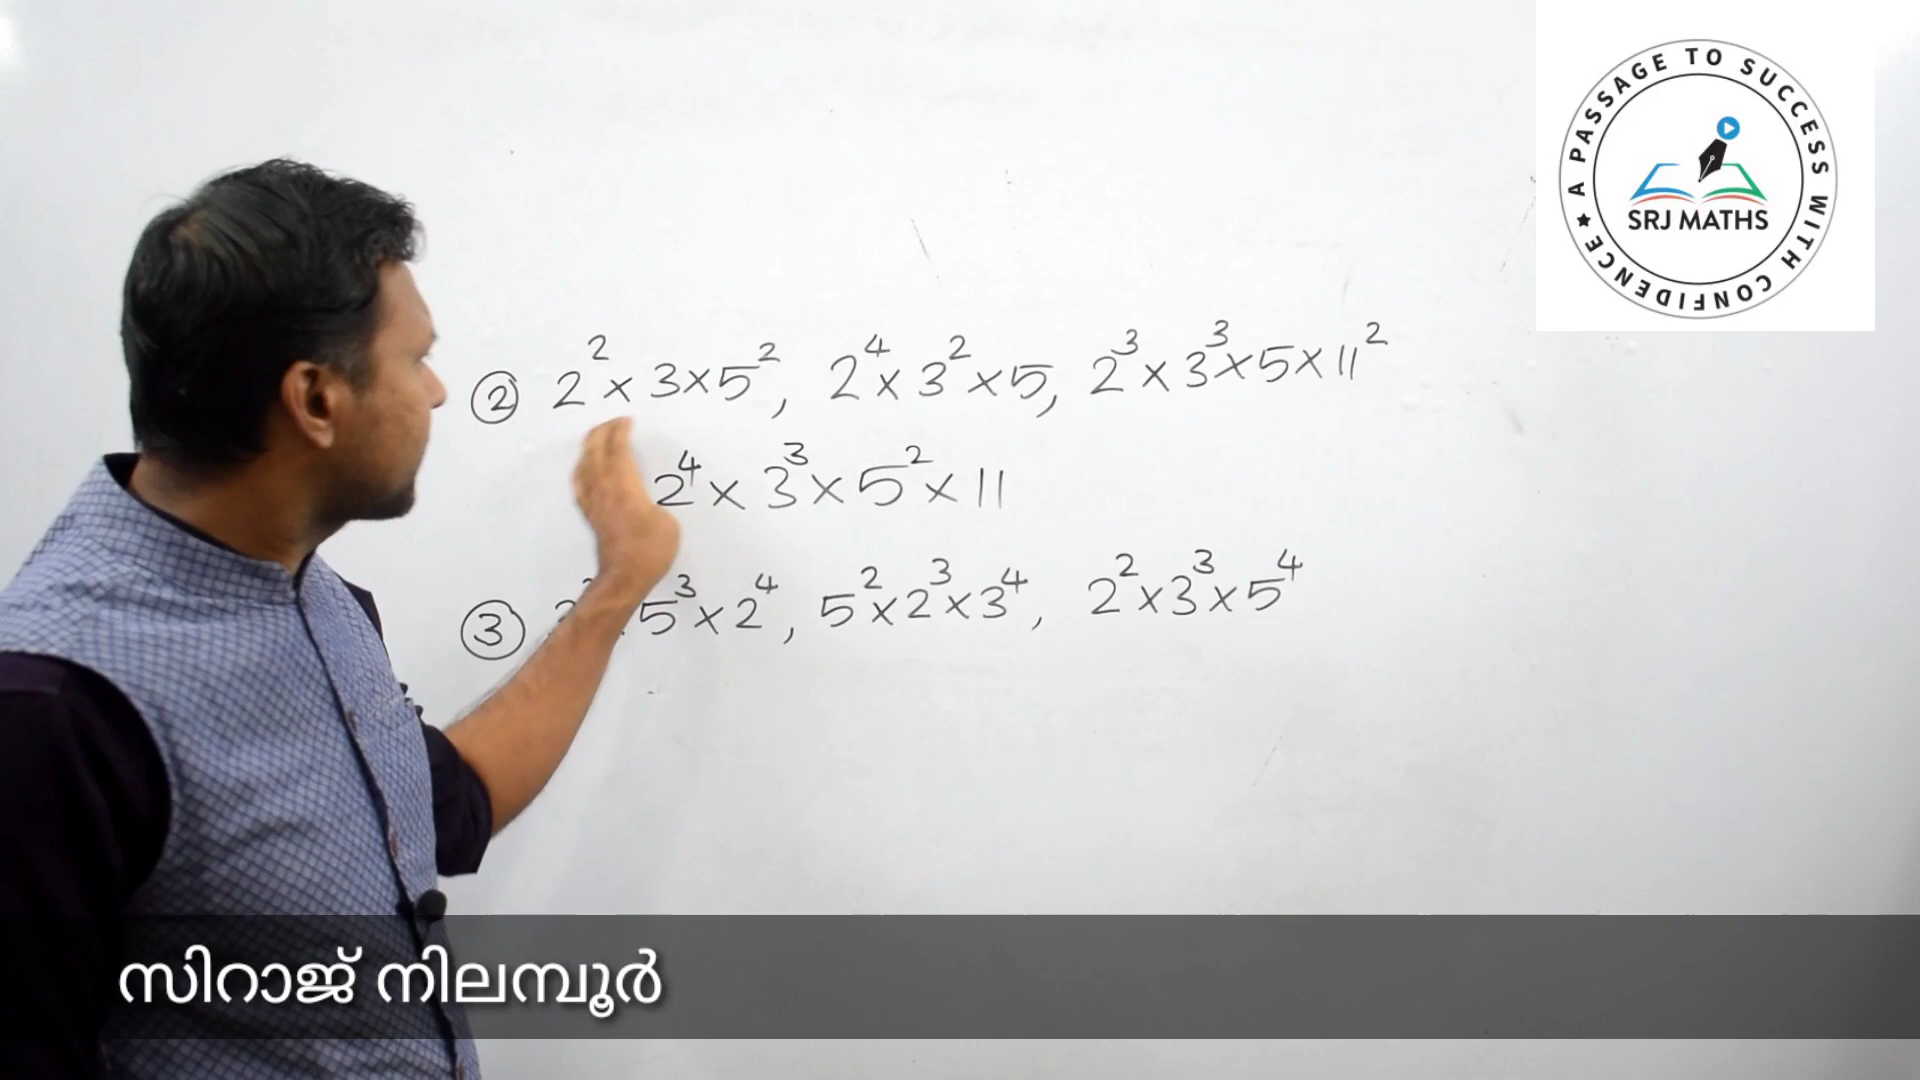 A PASSAGE TO SUCCESS WITH CONFIDENCE
SRJ MATHS
② 2² × 3 × 5², 2⁴ × 3² × 5, 2³ × 3³ × 5 × 11²
2⁴ × 3³ × 5² × 11
③ 5³ × 2⁴, 5² × 2³ × 3⁴, 2² × 3³ × 5⁴
സിറാജ് നിലമ്പൂർ